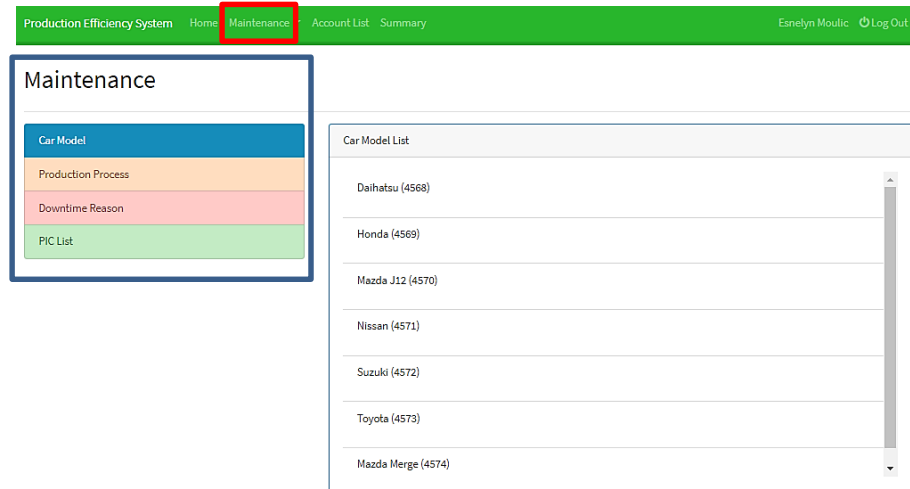 Production Efficiency System Home Maintenance Account List Summary Esnelyn Moulic Log Out
Maintenance
Car Model
Production Process
Downtime Reason
PIC List
Car Model List
Daihatsu (4568)
Honda (4569)
Mazda J12 (4570)
Nissan (4571)
Suzuki (4572)
Toyota (4573)
Mazda Merge (4574)